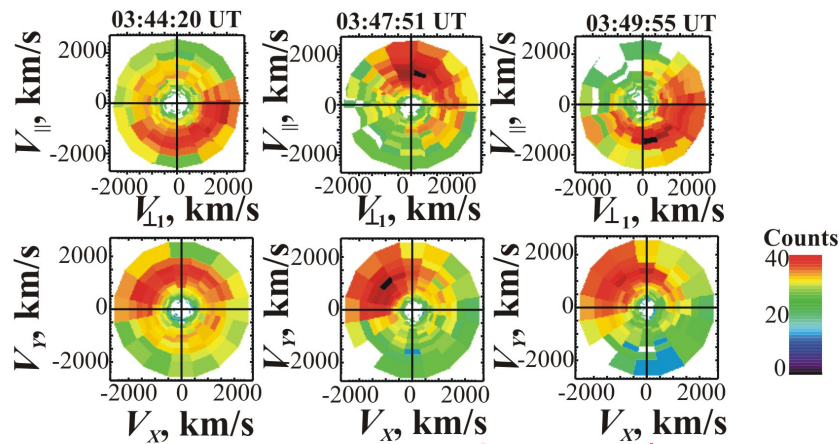 03:44:20 UT 03:47:51 UT 03:49:55 UT
V||, km/s 2000 0 -2000 -2000 0 2000 V⊥1, km/s
V||, km/s 2000 0 -2000 -2000 0 2000 V⊥1, km/s
V||, km/s 2000 0 -2000 -2000 0 2000 V⊥1, km/s
VY, km/s 2000 0 -2000 -2000 0 2000 VX, km/s
VY, km/s 2000 0 -2000 -2000 0 2000 VX, km/s
VY, km/s 2000 0 -2000 -2000 0 2000 VX, km/s
Counts
40
20
0